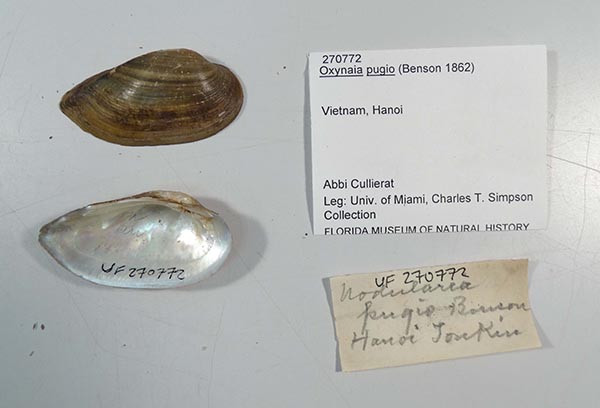 270772
Oxynaia pugio (Benson 1862)
Vietnam, Hanoi
Abbi Cullierat
Leg: Univ. of Miami, Charles T. Simpson
Collection
FLORIDA MUSEUM OF NATURAL HISTORY
UF 270772
UF 270772
Nodularia
pugio Benson
Hanoi Tonkin